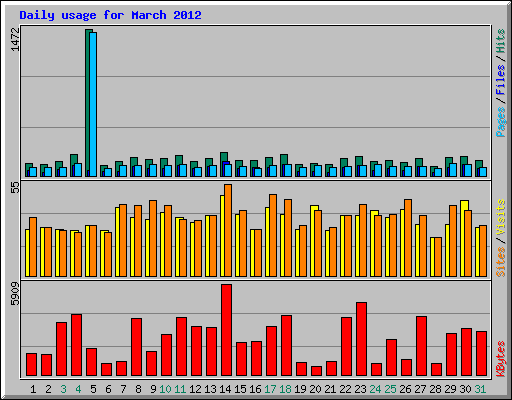 Daily usage for March 2012
1472
Pages / Files / Hits
55
Sites / Visits
5909
KBytes
1 2 3 4 5 6 7 8 9 10 11 12 13 14 15 16 17 18 19 20 21 22 23 24 25 26 27 28 29 30 31